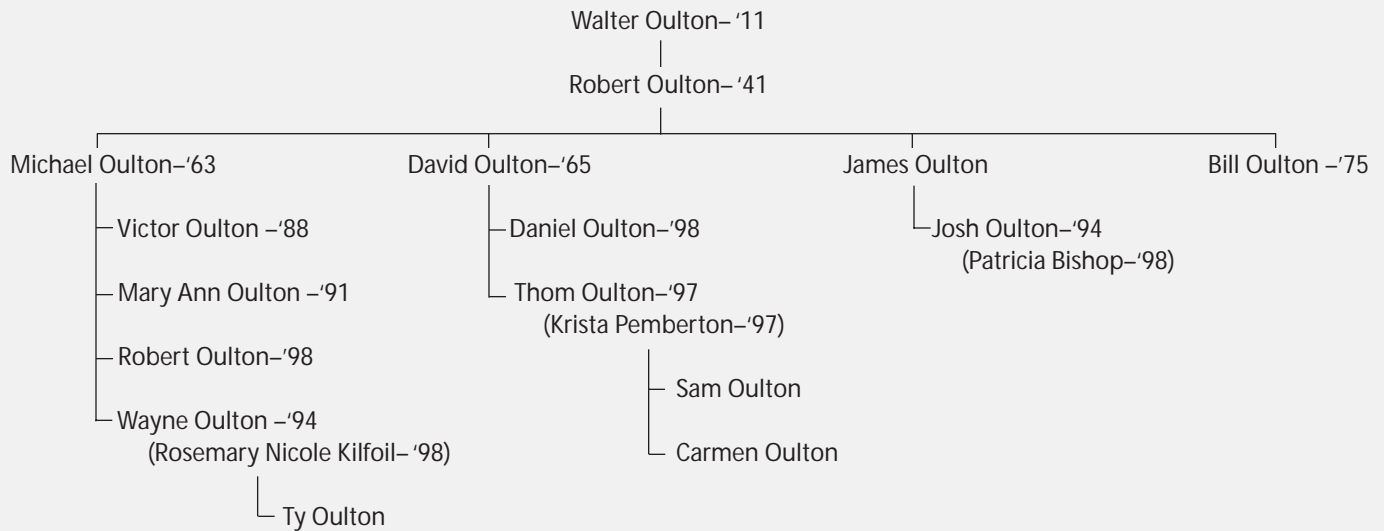 Walter Oulton– ‘11
Robert Oulton– ‘41
Michael Oulton–‘63
David Oulton–‘65
James Oulton
Bill Oulton –‘75
Victor Oulton –‘88
Mary Ann Oulton –‘91
Robert Oulton–‘98
Wayne Oulton –‘94
(Rosemary Nicole Kilfoil– ‘98)
Ty Oulton
Daniel Oulton–‘98
Thom Oulton–‘97
(Krista Pemberton–‘97)
Sam Oulton
Carmen Oulton
Josh Oulton–‘94
(Patricia Bishop–‘98)